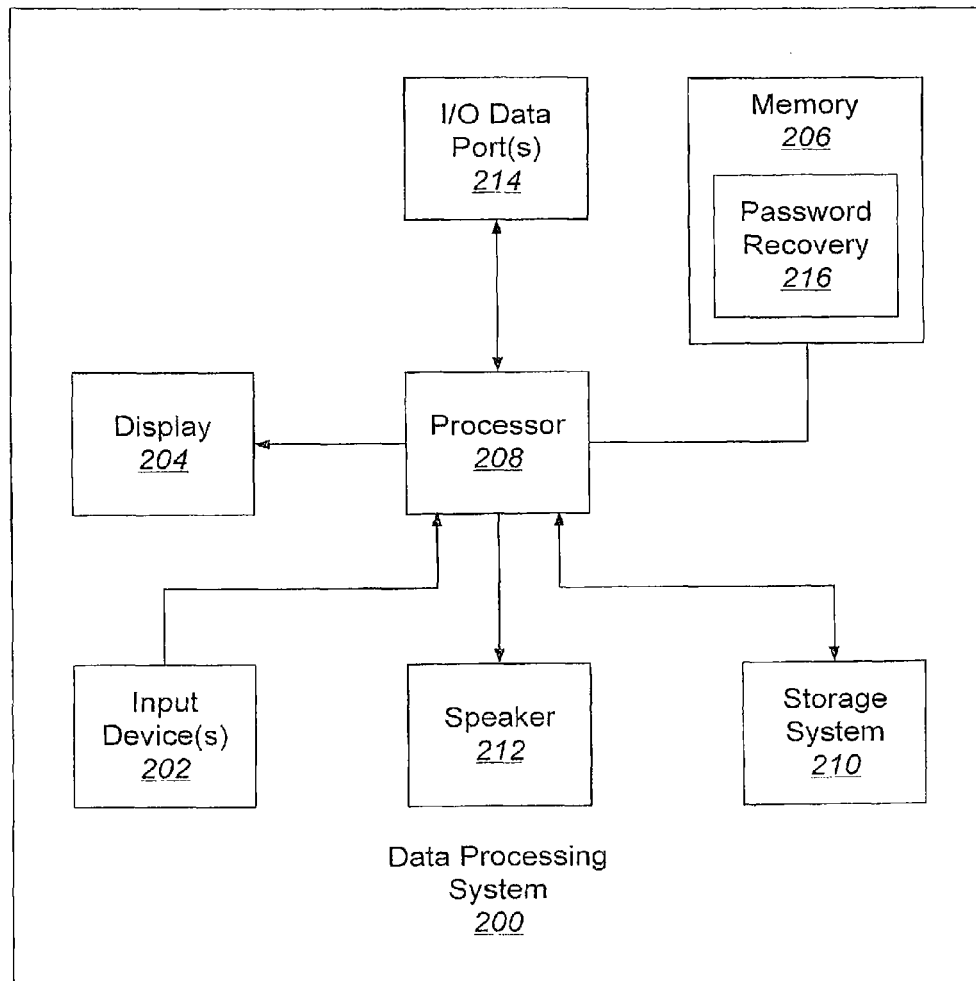 I/O Data
Port(s)
214
Memory
206
Password
Recovery
216
Display
204
Processor
208
Input
Device(s)
202
Speaker
212
Storage
System
210
Data Processing
System
200